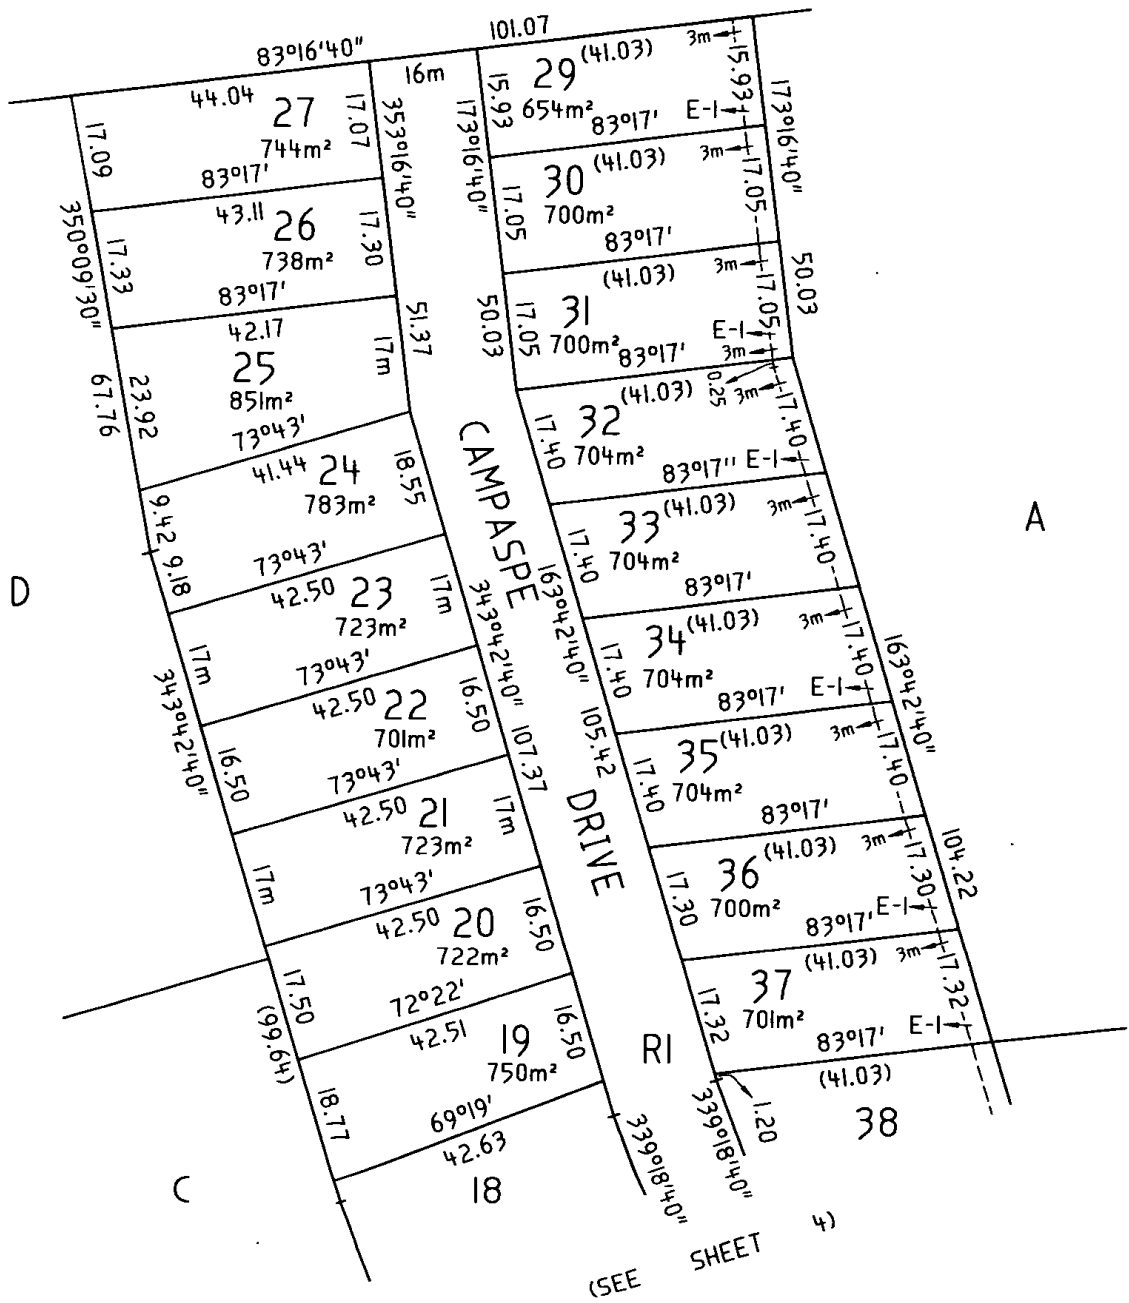 83°16'40"
101.07
16m
44.04
27
744m²
17.09
17.07
83°17'
353°16'40"
173°16'40"
15.93
29
(41.03)
654m²
83°17'
3m
15.93
E-1
173°16'40"
43.11
26
738m²
17.33
17.30
83°17'
350°09'30"
67.76
30
(41.03)
700m²
17.05
83°17'
3m
17.05
50.03
42.17
25
851m²
23.92
17m
73°43'
51.37
50.03
31
(41.03)
700m²
17.05
83°17'
3m
17.05
E-1
3m
0.25
41.44
24
783m²
9.42
9.18
18.55
73°43'
32
(41.03)
704m²
17.40
83°17''
3m
17.40
E-1
CAMPASPE
DRIVE
33
(41.03)
704m²
17.40
83°17'
3m
17.40
A
D
42.50
23
723m²
17m
17m
73°43'
343°42'40"
343°42'40"
107.37
163°42'40"
105.42
34
(41.03)
704m²
17.40
83°17'
3m
17.40
E-1
163°42'40"
104.22
42.50
22
701m²
16.50
16.50
73°43'
35
(41.03)
704m²
17.40
83°17'
3m
17.40
42.50
21
723m²
17m
17m
73°43'
36
(41.03)
700m²
17.30
83°17'
3m
17.30
E-1
42.50
20
722m²
17.50
16.50
72°22'
(99.64)
37
(41.03)
701m²
17.32
83°17'
3m
17.32
E-1
42.51
19
750m²
18.77
16.50
69°19'
R1
(41.03)
38
1.20
42.63
18
339°18'40"
339°18'40"
C
(SEE SHEET 4)